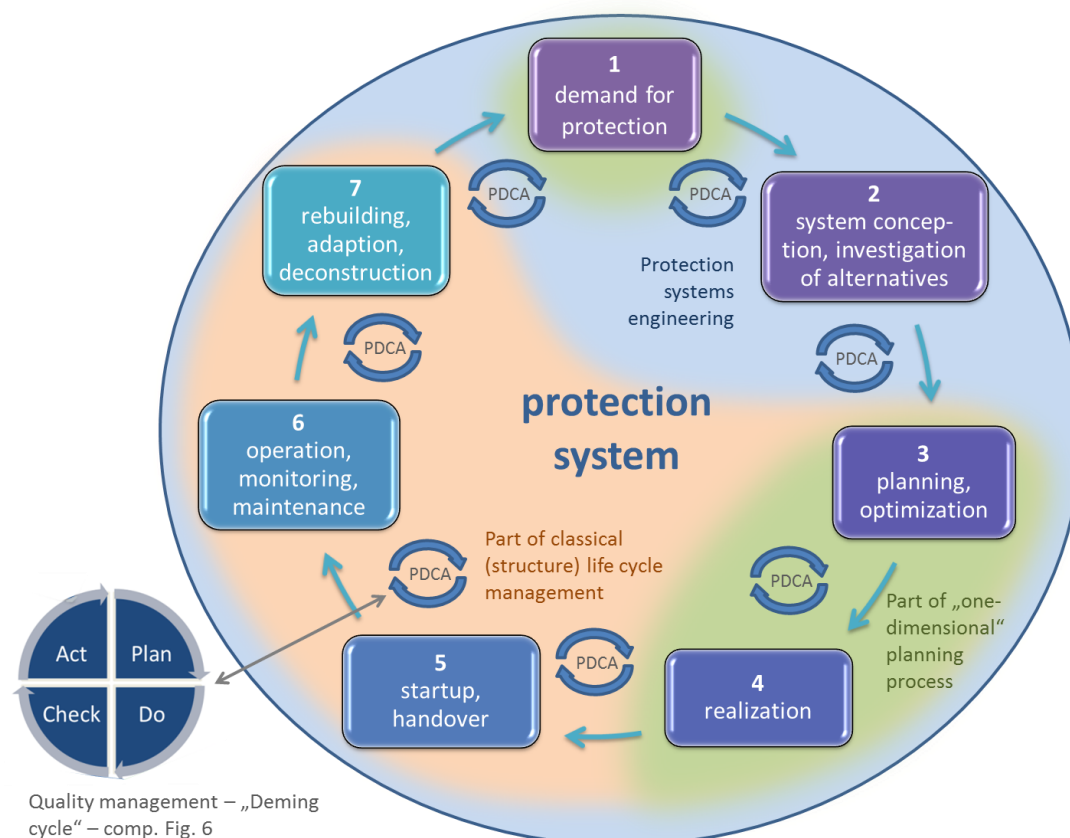 1
demand for
protection
PDCA
PDCA
2
system concep-
tion, investigation
of alternatives
7
rebuilding,
adaption,
deconstruction
Protection
systems
engineering
PDCA
PDCA
protection
system
6
operation,
monitoring,
maintenance
3
planning,
optimization
Part of classical
(structure) life cycle
management
PDCA
PDCA
Part of „one-
dimensional“
planning
process
5
startup,
handover
PDCA
4
realization
Act
Plan
Check
Do
Quality management – „Deming
cycle“ – comp. Fig. 6